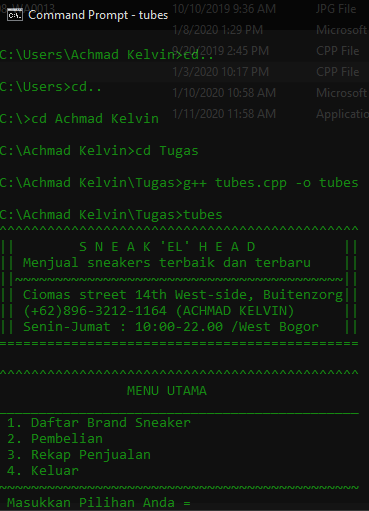 10/10/2019 9:36 AM JPG File
Command Prompt - tubes
1/8/2020 1:29 PM Microsoft
C:\Users\Achmad Kelvin>cd..
9/20/2019 2:45 PM CPP File
1/3/2020 10:17 PM CPP File
C:\Users>cd..
1/10/2020 10:58 AM Microsoft
1/11/2020 11:58 AM Applicatio
C:\>cd Achmad Kelvin
C:\Achmad Kelvin>cd Tugas
C:\Achmad Kelvin\Tugas>g++ tubes.cpp -o tubes
C:\Achmad Kelvin\Tugas>tubes
^^^^^^^^^^^^^^^^^^^^^^^^^^^^^^^^^^^^^^^^^^^^^
|| S N E A K 'EL' H E A D ||
|| Menjual sneakers terbaik dan terbaru ||
||~~~~~~~~~~~~~~~~~~~~~~~~~~~~~~~~~~~~~~~~~||
|| Ciomas street 14th West-side, Buitenzorg||
|| (+62)896-3212-1164 (ACHMAD KELVIN) ||
|| Senin-Jumat : 10:00-22.00 /West Bogor ||
=============================================
^^^^^^^^^^^^^^^^^^^^^^^^^^^^^^^^^^^^^^^^^^^^^
MENU UTAMA
_____________________________________________
1. Daftar Brand Sneaker
2. Pembelian
3. Rekap Penjualan
4. Keluar
~~~~~~~~~~~~~~~~~~~~~~~~~~~~~~~~~~~~~~~~~~~~~
Masukkan Pilihan Anda =